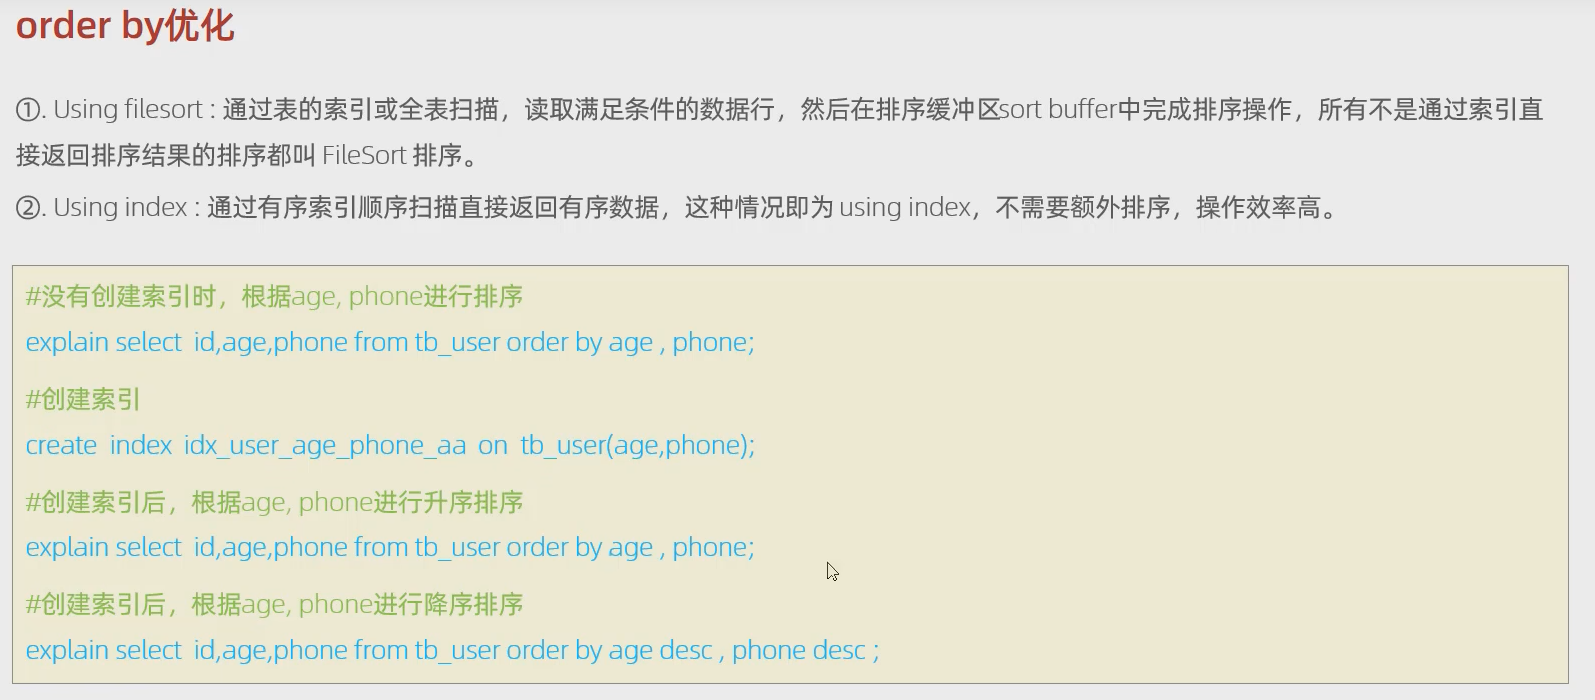 order by优化
①. Using filesort : 通过表的索引或全表扫描，读取满足条件的数据行，然后在排序缓冲区sort buffer中完成排序操作，所有不是通过索引直
接返回排序结果的排序都叫 FileSort 排序。
②. Using index : 通过有序索引顺序扫描直接返回有序数据，这种情况即为 using index，不需要额外排序，操作效率高。
#没有创建索引时，根据age, phone进行排序
explain select  id,age,phone from tb_user order by age , phone;
#创建索引
create  index  idx_user_age_phone_aa  on  tb_user(age,phone);
#创建索引后，根据age, phone进行升序排序
explain select  id,age,phone from tb_user order by age , phone;
#创建索引后，根据age, phone进行降序排序
explain select  id,age,phone from tb_user order by age desc , phone desc ;